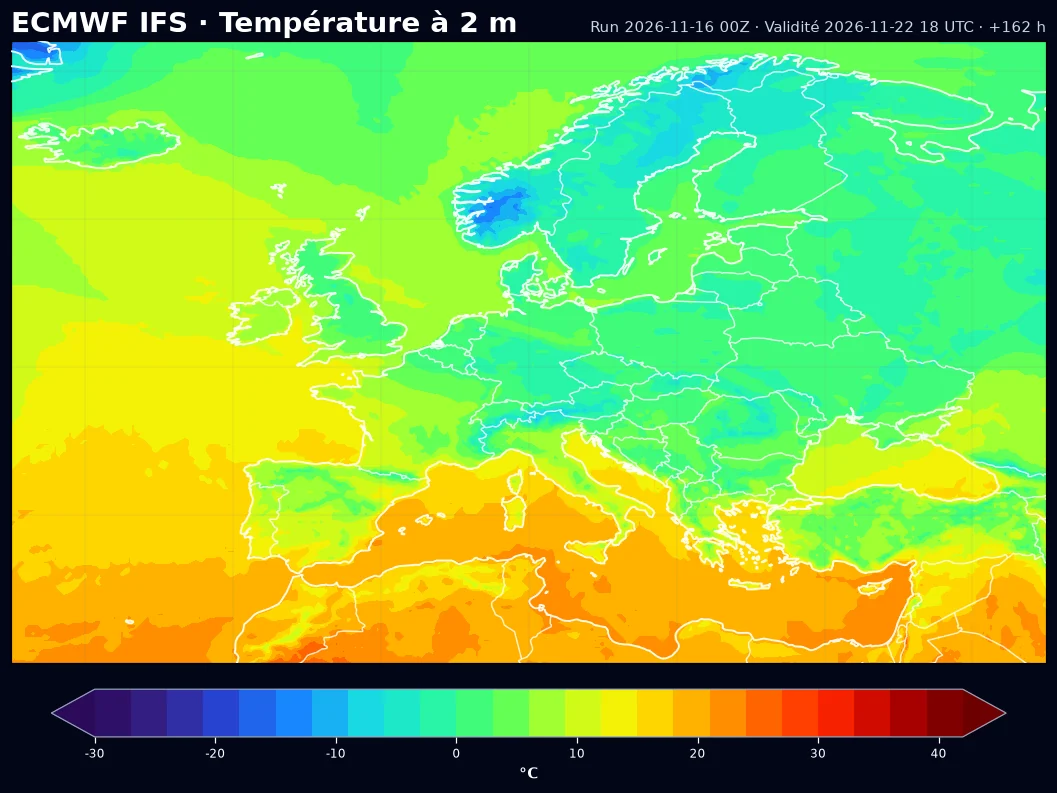 ECMWF IFS · Température à 2 m
Run 2026-11-16 00Z · Validité 2026-11-22 18 UTC · +162 h
-30 -20 -10 0 10 20 30 40
°C